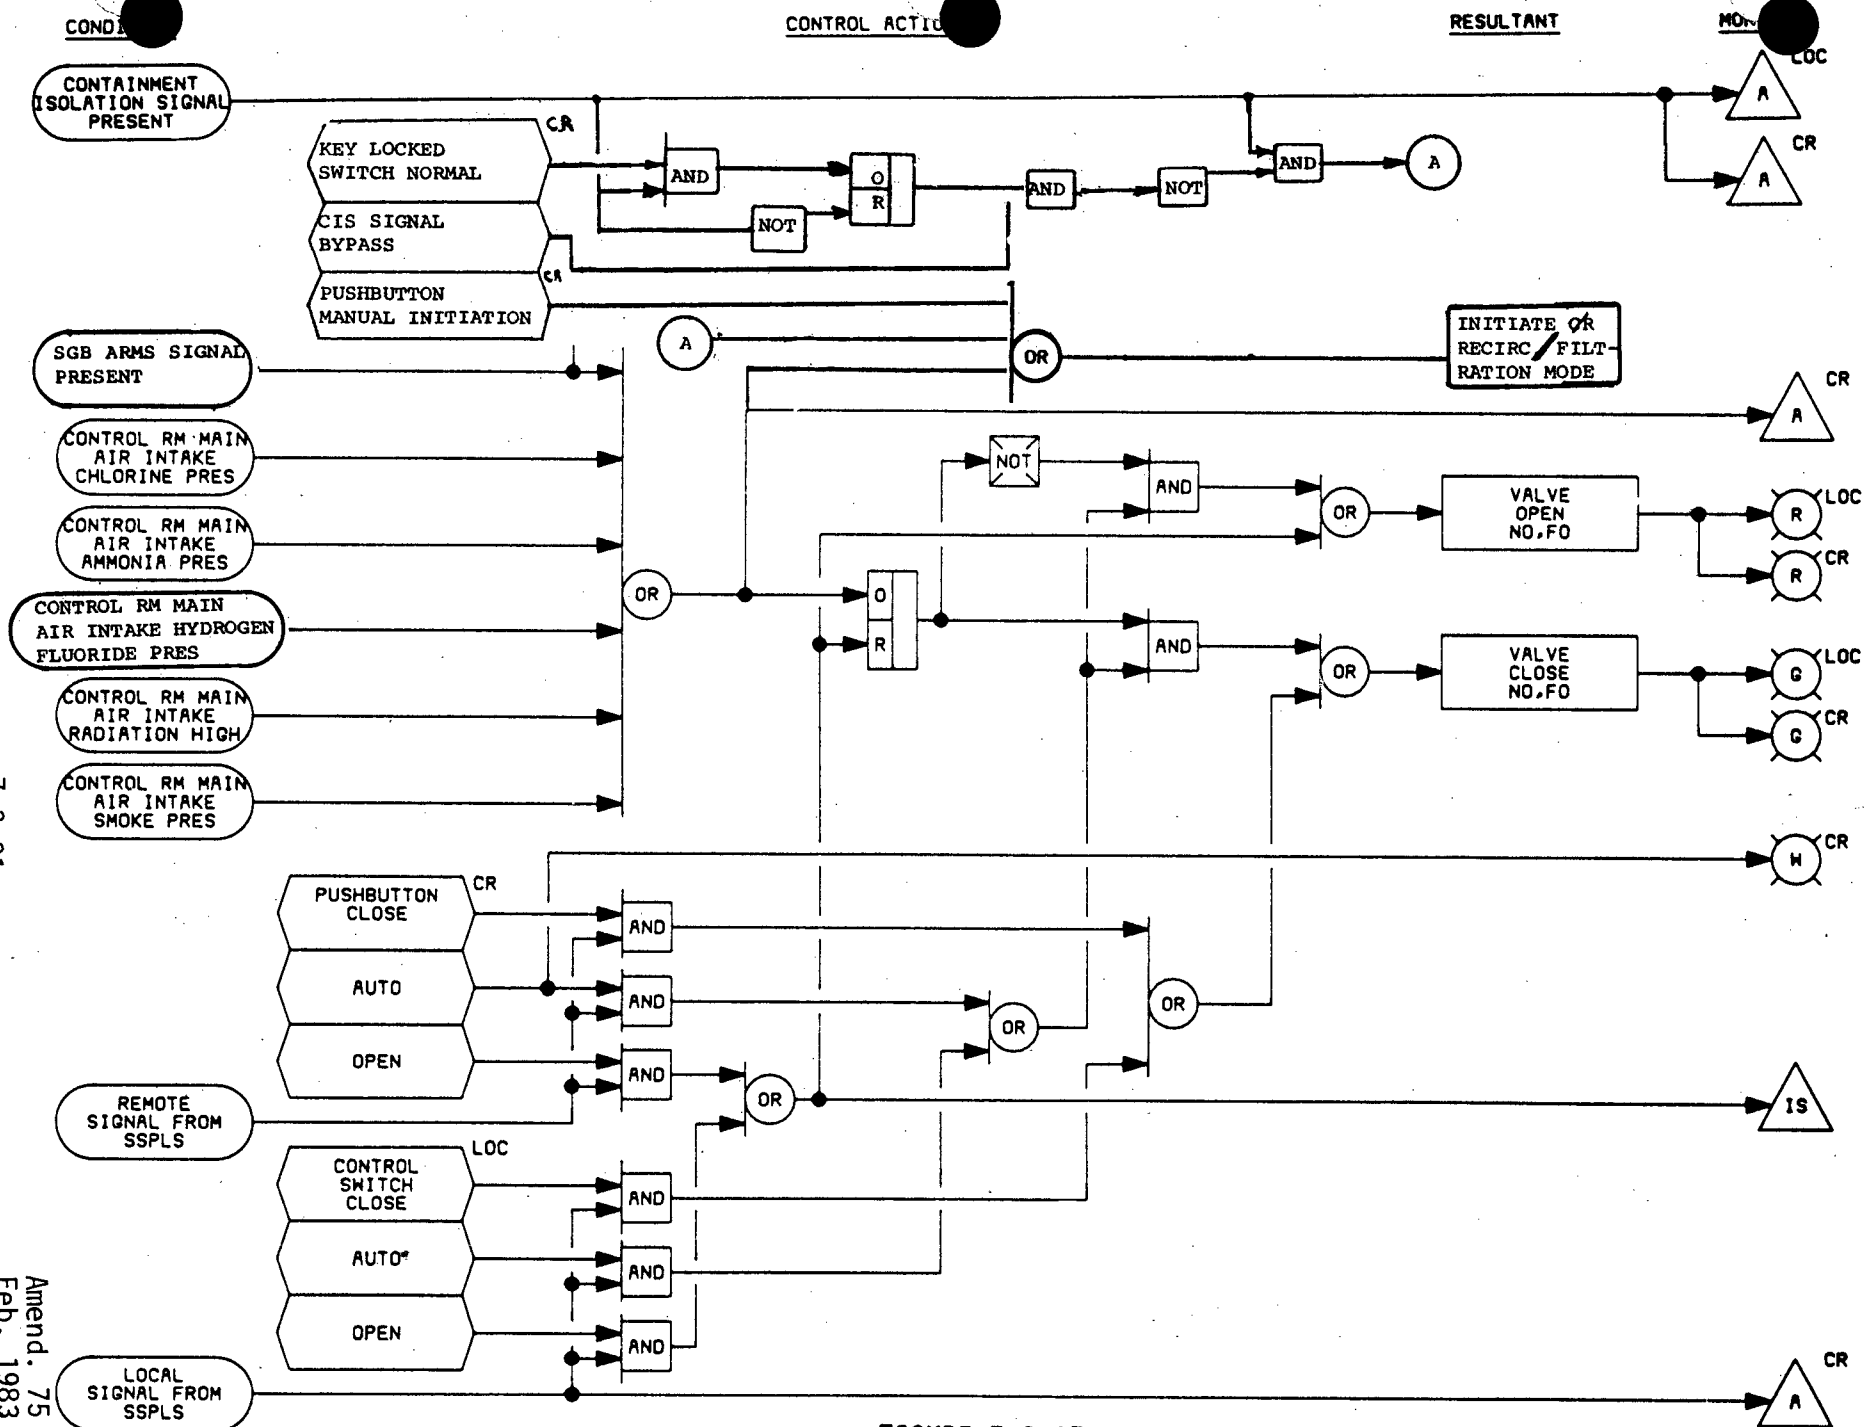 CONTROL
RESULTANT
LOC
CONTAINMENT
ISOLATION SIGNAL
PRESENT
A
CR
KEY LOCKED
SWITCH NORMAL
CR
AND
O
R
AND
NOT
AND
A
A
CIS SIGNAL
BYPASS
NOT
CR
PUSHBUTTON
MANUAL INITIATION
SGB ARMS SIGNAL
PRESENT
A
OR
INITIATE OR
RECIRC/FILT-
RATION MODE
CR
A
CONTROL RM MAIN
AIR INTAKE
CHLORINE PRES
NOT
AND
OR
VALVE
OPEN
NO,FO
R
LOC
R
CR
CONTROL RM MAIN
AIR INTAKE
AMMONIA PRES
CONTROL RM MAIN
AIR INTAKE HYDROGEN
FLUORIDE PRES
OR
O
R
AND
OR
VALVE
CLOSE
NO,FO
G
LOC
G
CR
CONTROL RM MAIN
AIR INTAKE
RADIATION HIGH
CONTROL RM MAIN
AIR INTAKE
SMOKE PRES
W
CR
PUSHBUTTON
CLOSE
CR
AND
AUTO
AND
OR
OR
OPEN
AND
OR
IS
REMOTE
SIGNAL FROM
SSPLS
LOC
CONTROL
SWITCH
CLOSE
AND
AUTO*
AND
OPEN
AND
LOCAL
SIGNAL FROM
SSPLS
A
CR
Amend. 75
Feb. 1983